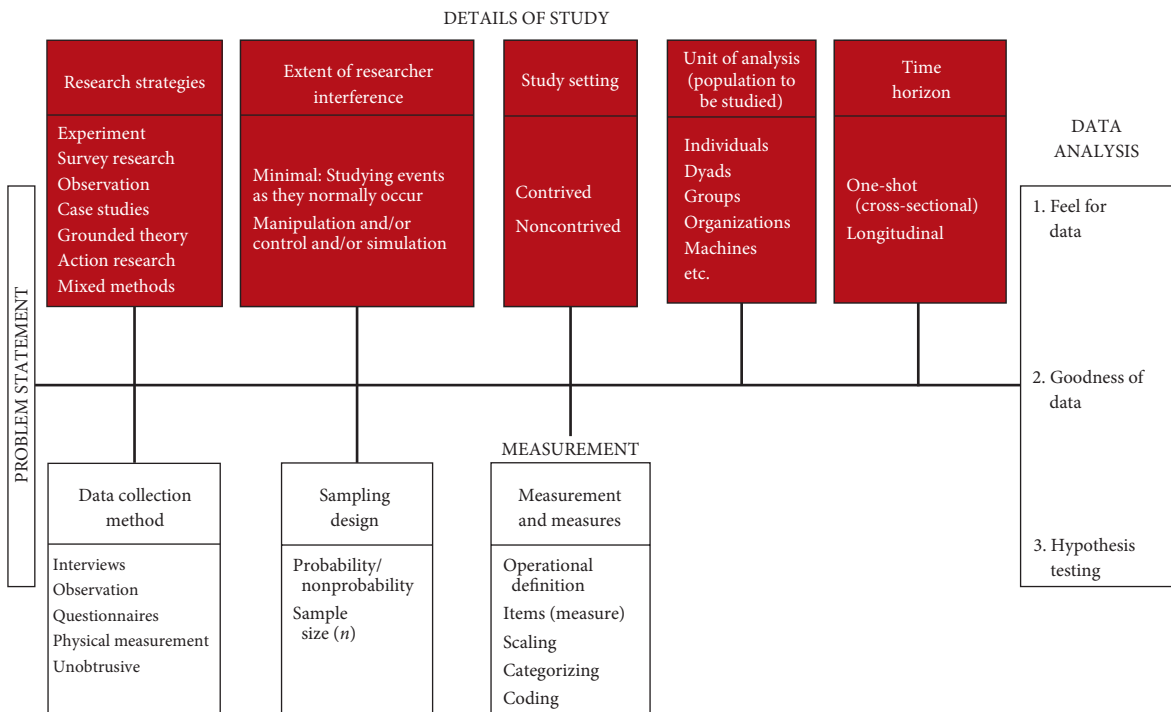 DETAILS OF STUDY
Research strategies
Experiment
Survey research
Observation
Case studies
Grounded theory
Action research
Mixed methods
Extent of researcher
interference
Minimal: Studying events
as they normally occur
Manipulation and/or
control and/or simulation
Study setting
Contrived
Noncontrived
Unit of analysis
(population to
be studied)
Individuals
Dyads
Groups
Organizations
Machines
etc.
Time
horizon
One-shot
(cross-sectional)
Longitudinal
DATA
ANALYSIS
1. Feel for
data
2. Goodness of
data
3. Hypothesis
testing
PROBLEM STATEMENT
Data collection
method
Interviews
Observation
Questionnaires
Physical measurement
Unobtrusive
Sampling
design
Probability/
nonprobability
Sample
size (n)
MEASUREMENT
Measurement
and measures
Operational
definition
Items (measure)
Scaling
Categorizing
Coding